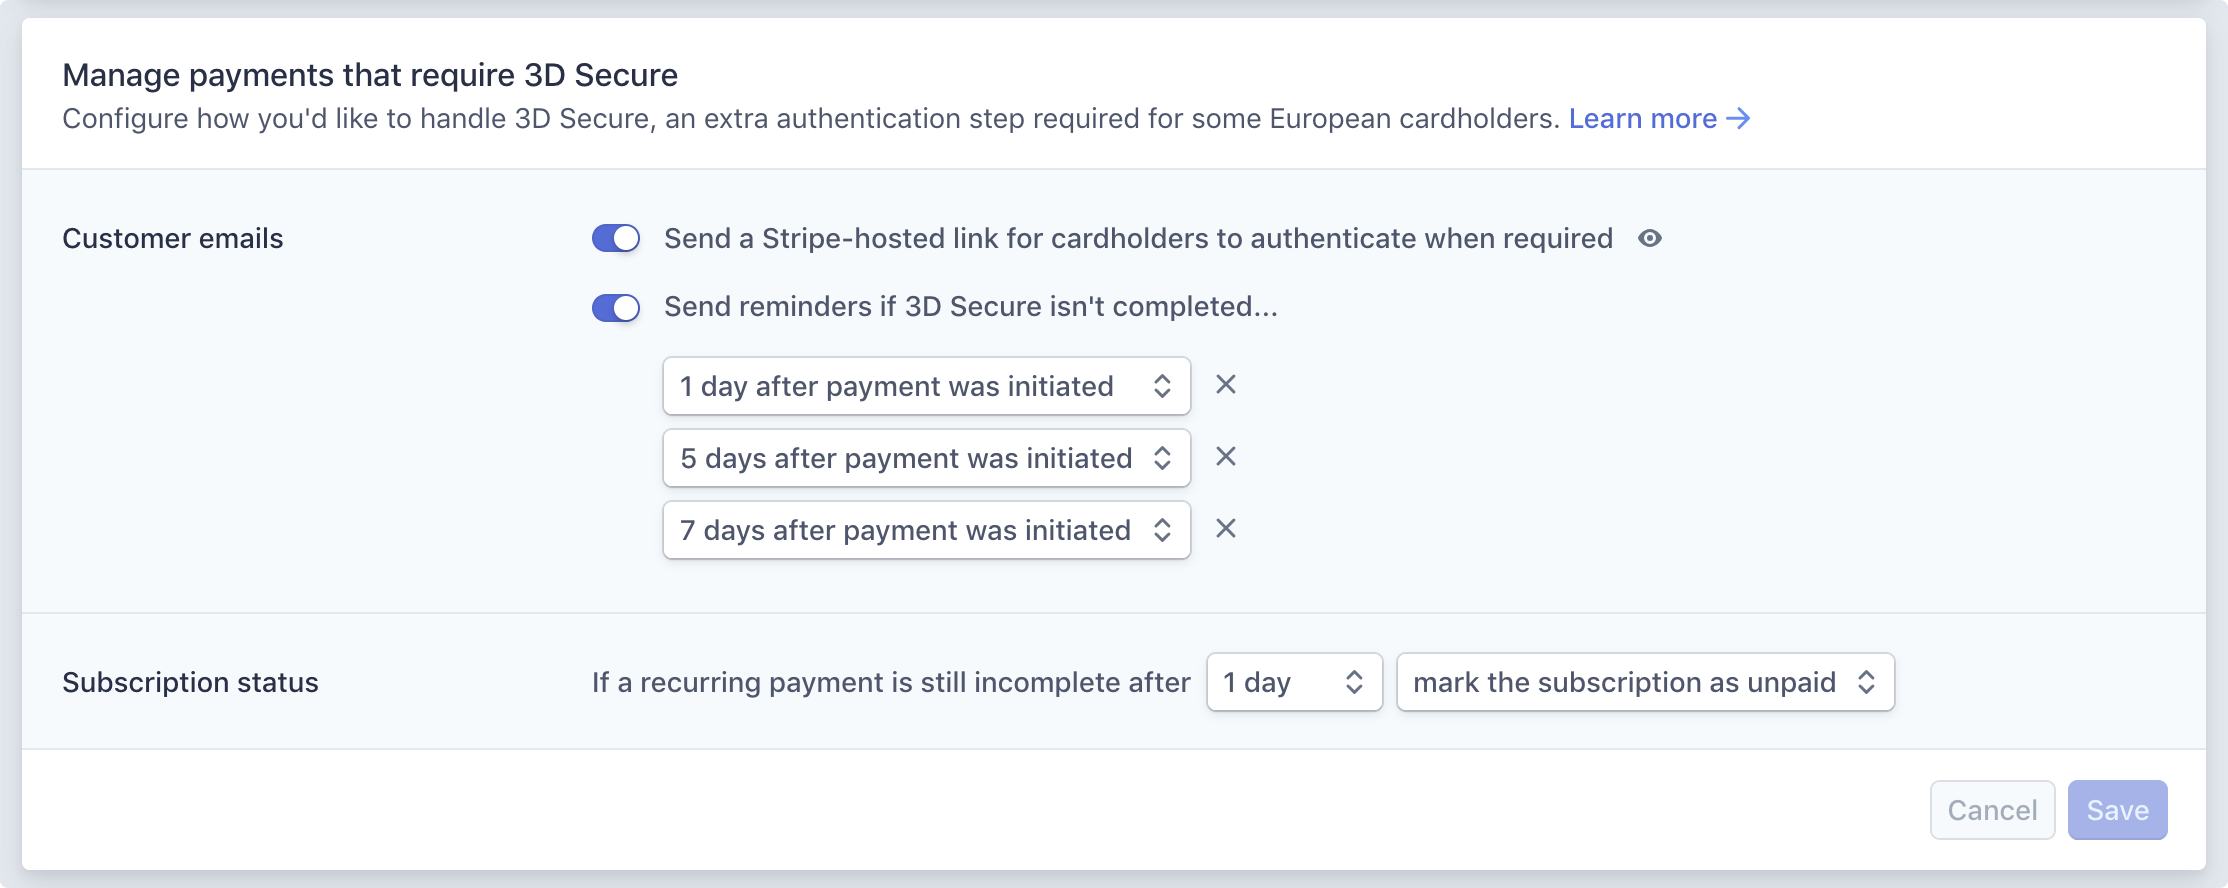 Manage payments that require 3D Secure
Configure how you'd like to handle 3D Secure, an extra authentication step required for some European cardholders. Learn more →
Customer emails
Send a Stripe-hosted link for cardholders to authenticate when required
Send reminders if 3D Secure isn't completed...
1 day after payment was initiated
5 days after payment was initiated
7 days after payment was initiated
Subscription status
If a recurring payment is still incomplete after 1 day mark the subscription as unpaid
Cancel Save